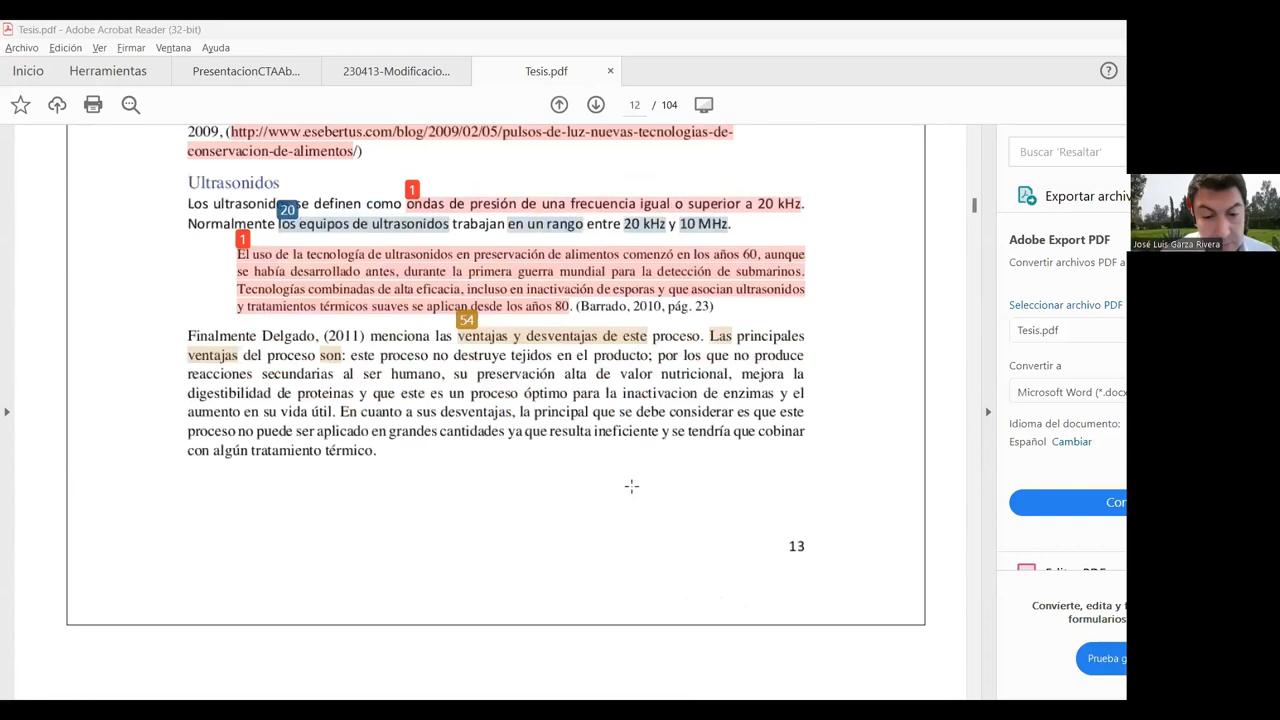 Tesis.pdf - Adobe Acrobat Reader (32-bit)
Archivo Edición Ver Firmar Ventana Ayuda
Inicio Herramientas PresentacionCTAAb... 230413-Modificacio... Tesis.pdf ×
12 / 104
2009, (http://www.esebertus.com/blog/2009/02/05/pulsos-de-luz-nuevas-tecnologias-de-
conservacion-de-alimentos/)
Ultrasonidos
1
Los ultrasonidos se definen como ondas de presión de una frecuencia igual o superior a 20 kHz.
20
Normalmente los equipos de ultrasonidos trabajan en un rango entre 20 kHz y 10 MHz.
1
El uso de la tecnología de ultrasonidos en preservación de alimentos comenzó en los años 60, aunque
se había desarrollado antes, durante la primera guerra mundial para la detección de submarinos.
Tecnologías combinadas de alta eficacia, incluso en inactivación de esporas y que asocian ultrasonidos
y tratamientos térmicos suaves se aplican desde los años 80. (Barrado, 2010, pág. 23)
54
Finalmente Delgado, (2011) menciona las ventajas y desventajas de este proceso. Las principales
ventajas del proceso son: este proceso no destruye tejidos en el producto; por los que no produce
reacciones secundarias al ser humano, su preservación alta de valor nutricional, mejora la
digestibilidad de proteinas y que este es un proceso óptimo para la inactivacion de enzimas y el
aumento en su vida útil. En cuanto a sus desventajas, la principal que se debe considerar es que este
proceso no puede ser aplicado en grandes cantidades ya que resulta ineficiente y se tendría que cobinar
con algún tratamiento térmico.
13
Buscar 'Resaltar'
Exportar archivo
Adobe Export PDF
Convertir archivos PDF a
Seleccionar archivo PDF
Tesis.pdf
Convertir a
Microsoft Word (*.docx
Idioma del documento:
Español Cambiar
Con
Convierte, edita y f
formularios
Prueba g
José Luis Garza Rivera